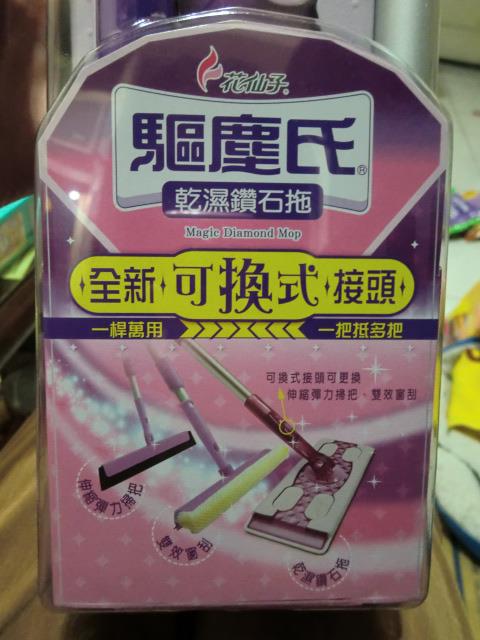 花仙子®
驅塵氏®
乾濕鑽石拖
Magic Diamond Mop
全新 可換式 接頭
一桿萬用 一把抵多把
可換式接頭可更換
伸縮彈力掃把、雙效窗刮
伸縮彈力掃把
雙效窗刮
乾濕鑽石拖